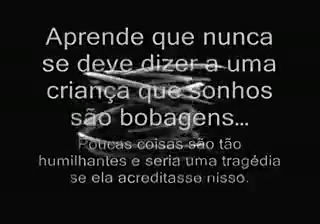 Aprende que nunca
se deve dizer a uma
criança que sonhos
são bobagens...
Poucas coisas são tão
humilhantes e seria uma tragédia
se ela acreditasse nisso.